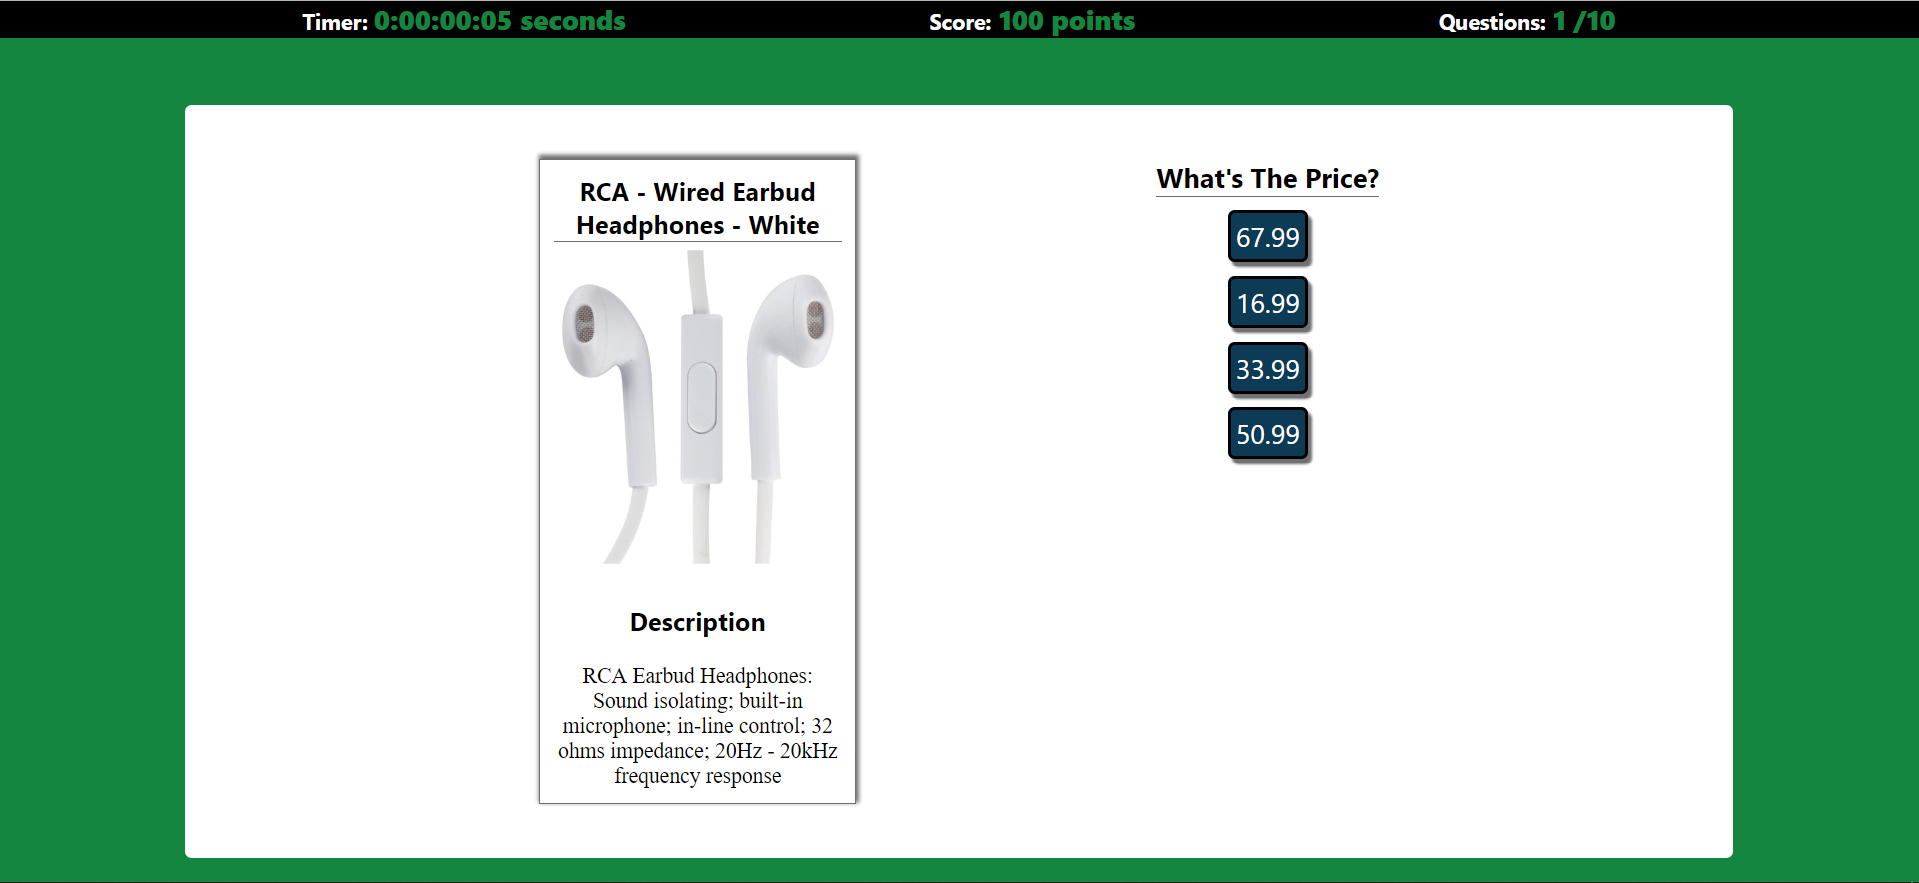 Timer: 0:00:00:05 seconds
Score: 100 points
Questions: 1 /10
RCA - Wired Earbud
Headphones - White
Description
RCA Earbud Headphones:
Sound isolating; built-in
microphone; in-line control; 32
ohms impedance; 20Hz - 20kHz
frequency response
What's The Price?
67.99
16.99
33.99
50.99